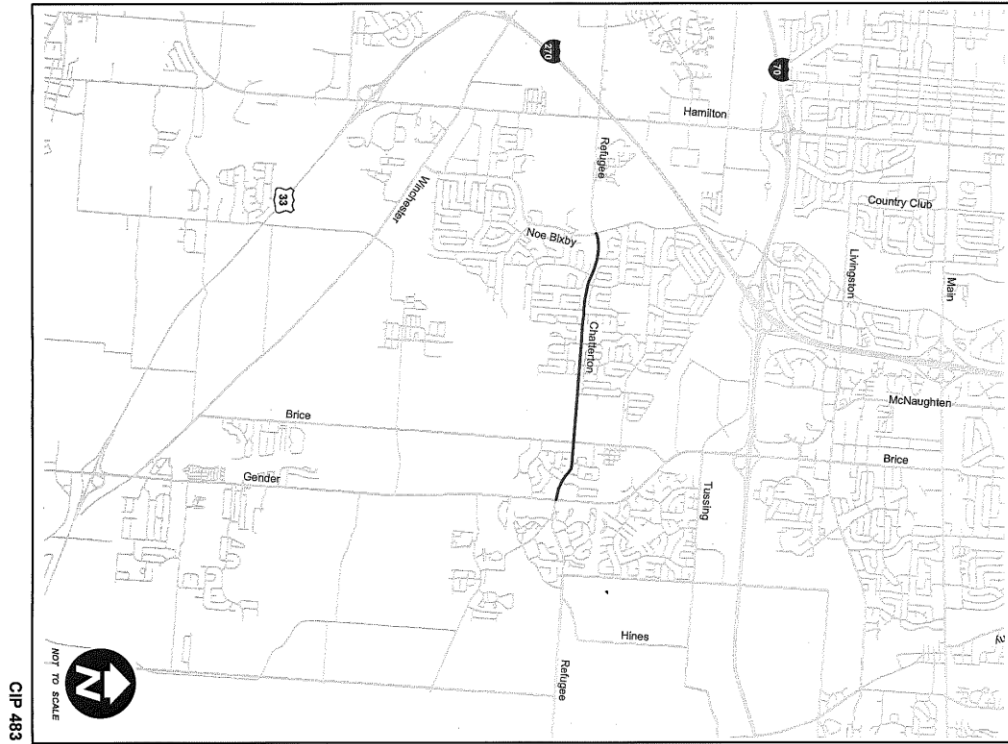 70
270
Hamilton
Refugee
Country Club
Winchester
33
Noe Bixby
Livingston
Main
Chatterton
McNaughten
Brice
Brice
Gender
Tussing
Hines
Refugee
N
NOT TO SCALE
CIP 483